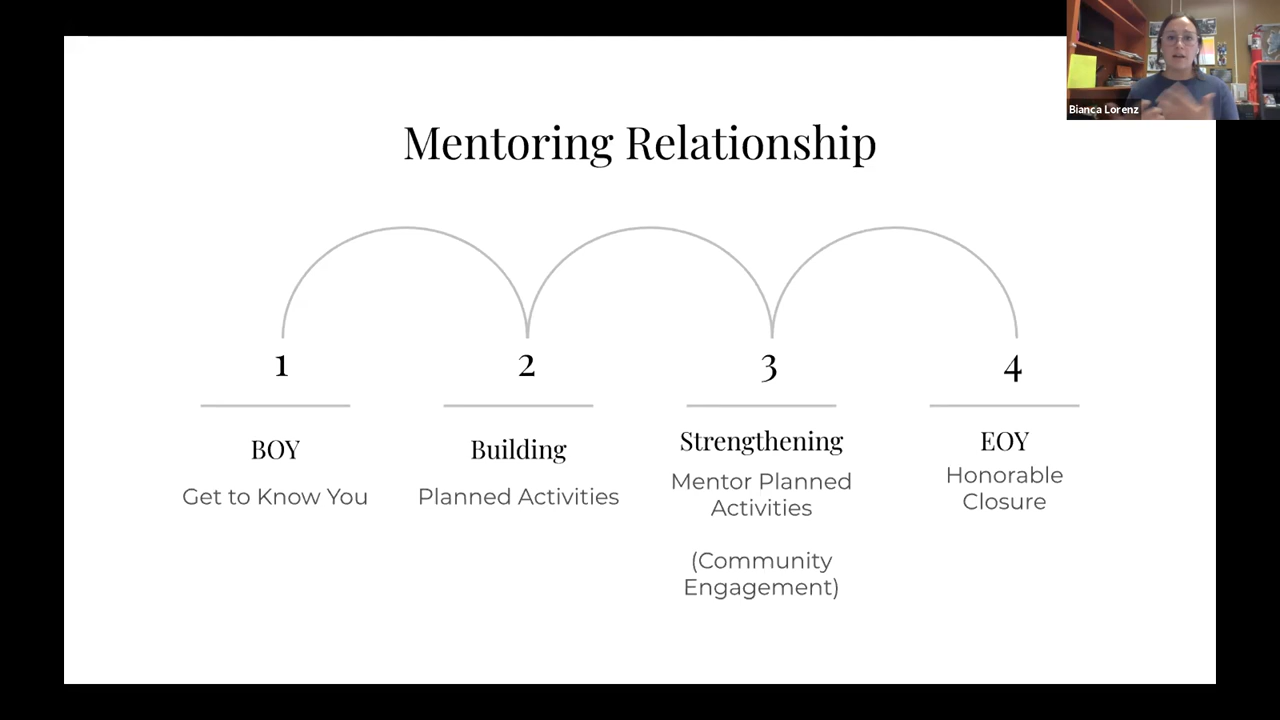 Bianca Lorenz
Mentoring Relationship
1
BOY
Get to Know You
2
Building
Planned Activities
3
Strengthening
Mentor Planned
Activities
(Community
Engagement)
4
EOY
Honorable
Closure